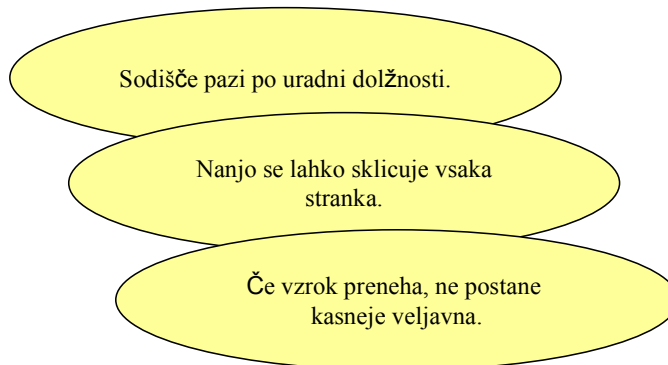 Sodišče pazi po uradni dolžnosti.
Nanjo se lahko sklicuje vsaka
stranka.
Če vzrok preneha, ne postane
kasneje veljavna.